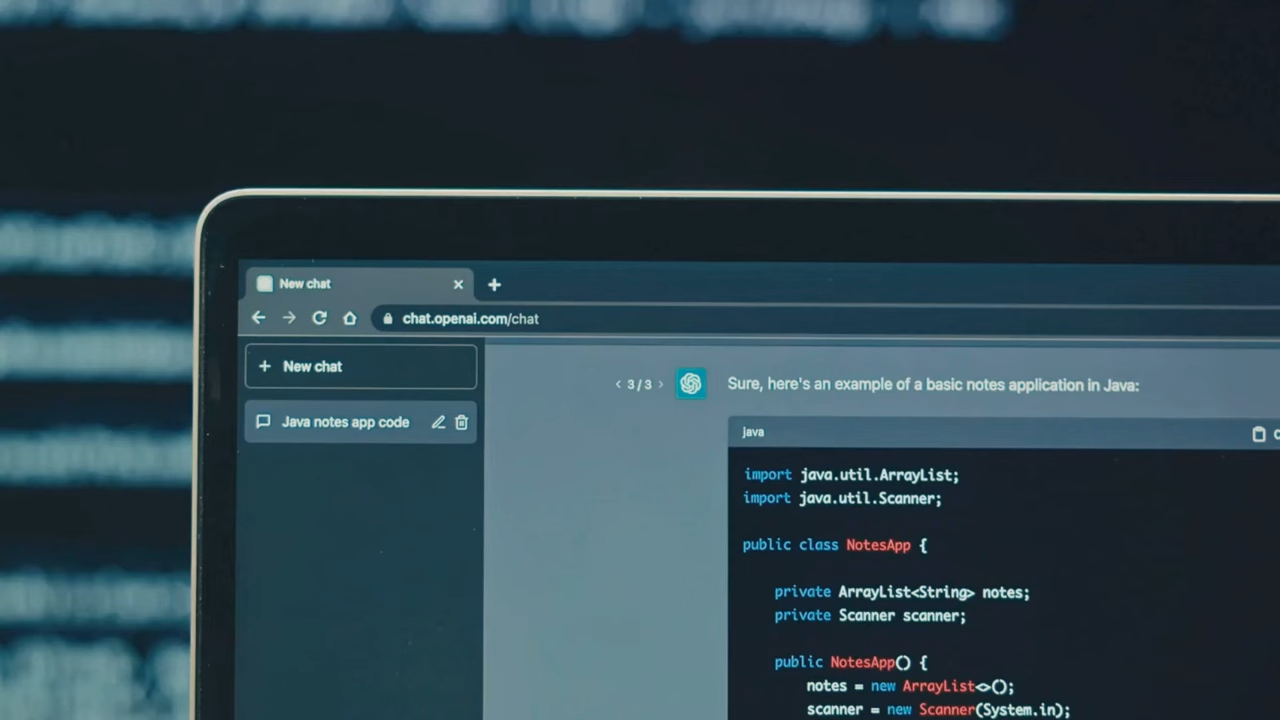 New chat
chat.openai.com/chat
New chat
Java notes app code
3/3
Sure, here's an example of a basic notes application in Java:
java
import java.util.ArrayList;
import java.util.Scanner;
public class NotesApp {
private ArrayList<String> notes;
private Scanner scanner;
public NotesApp() {
notes = new ArrayList<>();
scanner = new Scanner(System.in);